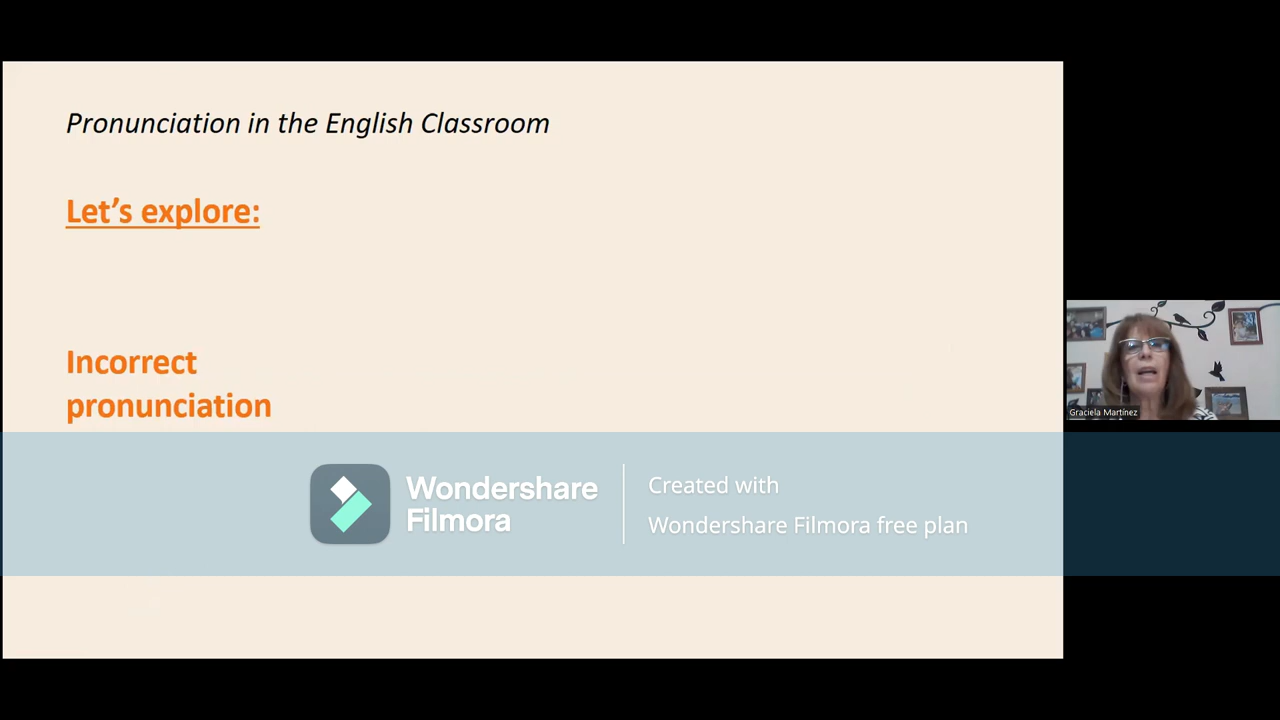 Pronunciation in the English Classroom
Let’s explore:
Incorrect
pronunciation
Graciela Martínez
Wondershare
Filmora
Created with
Wondershare Filmora free plan